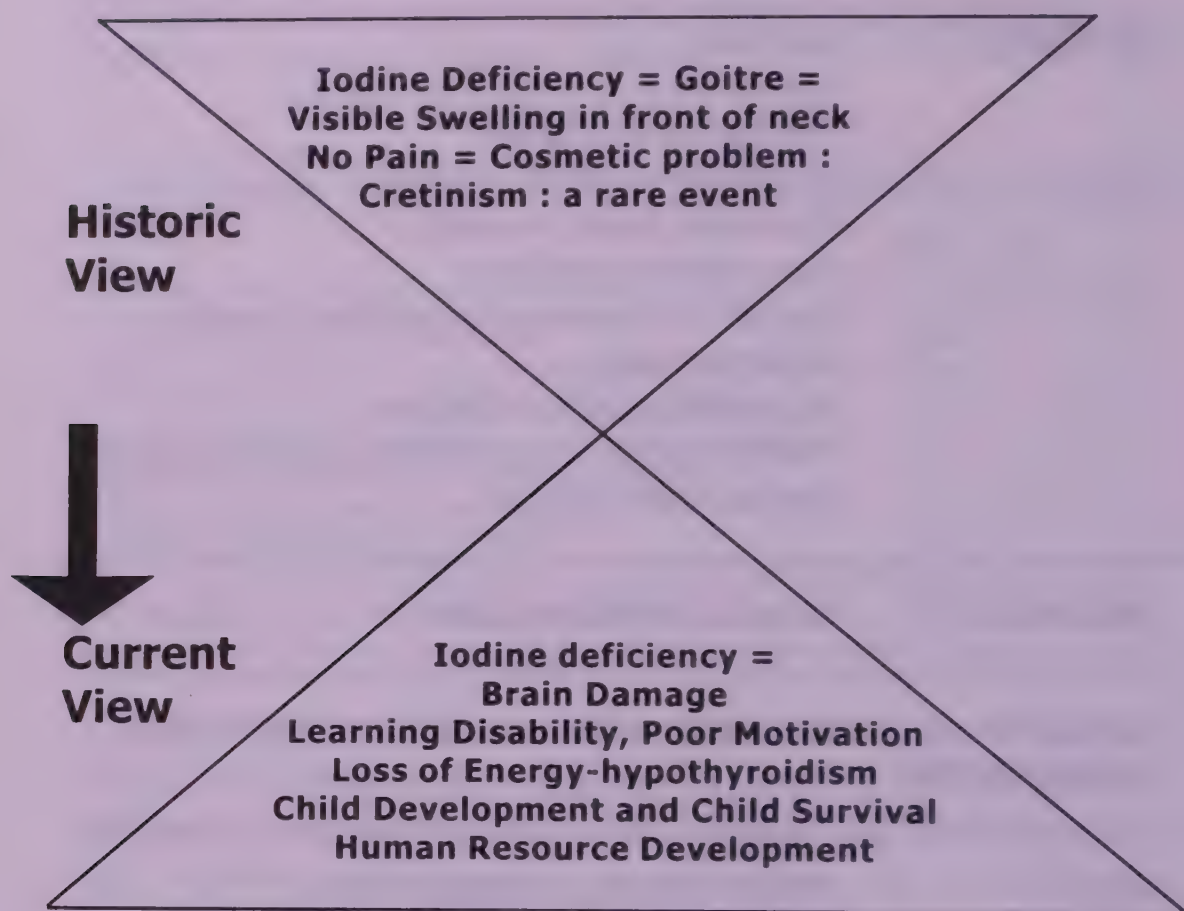 Iodine Deficiency = Goitre =
Visible Swelling in front of neck
No Pain = Cosmetic problem :
Cretinism : a rare event
Historic
View
Current
View
Iodine deficiency =
Brain Damage
Learning Disability, Poor Motivation
Loss of Energy-hypothyroidism
Child Development and Child Survival
Human Resource Development